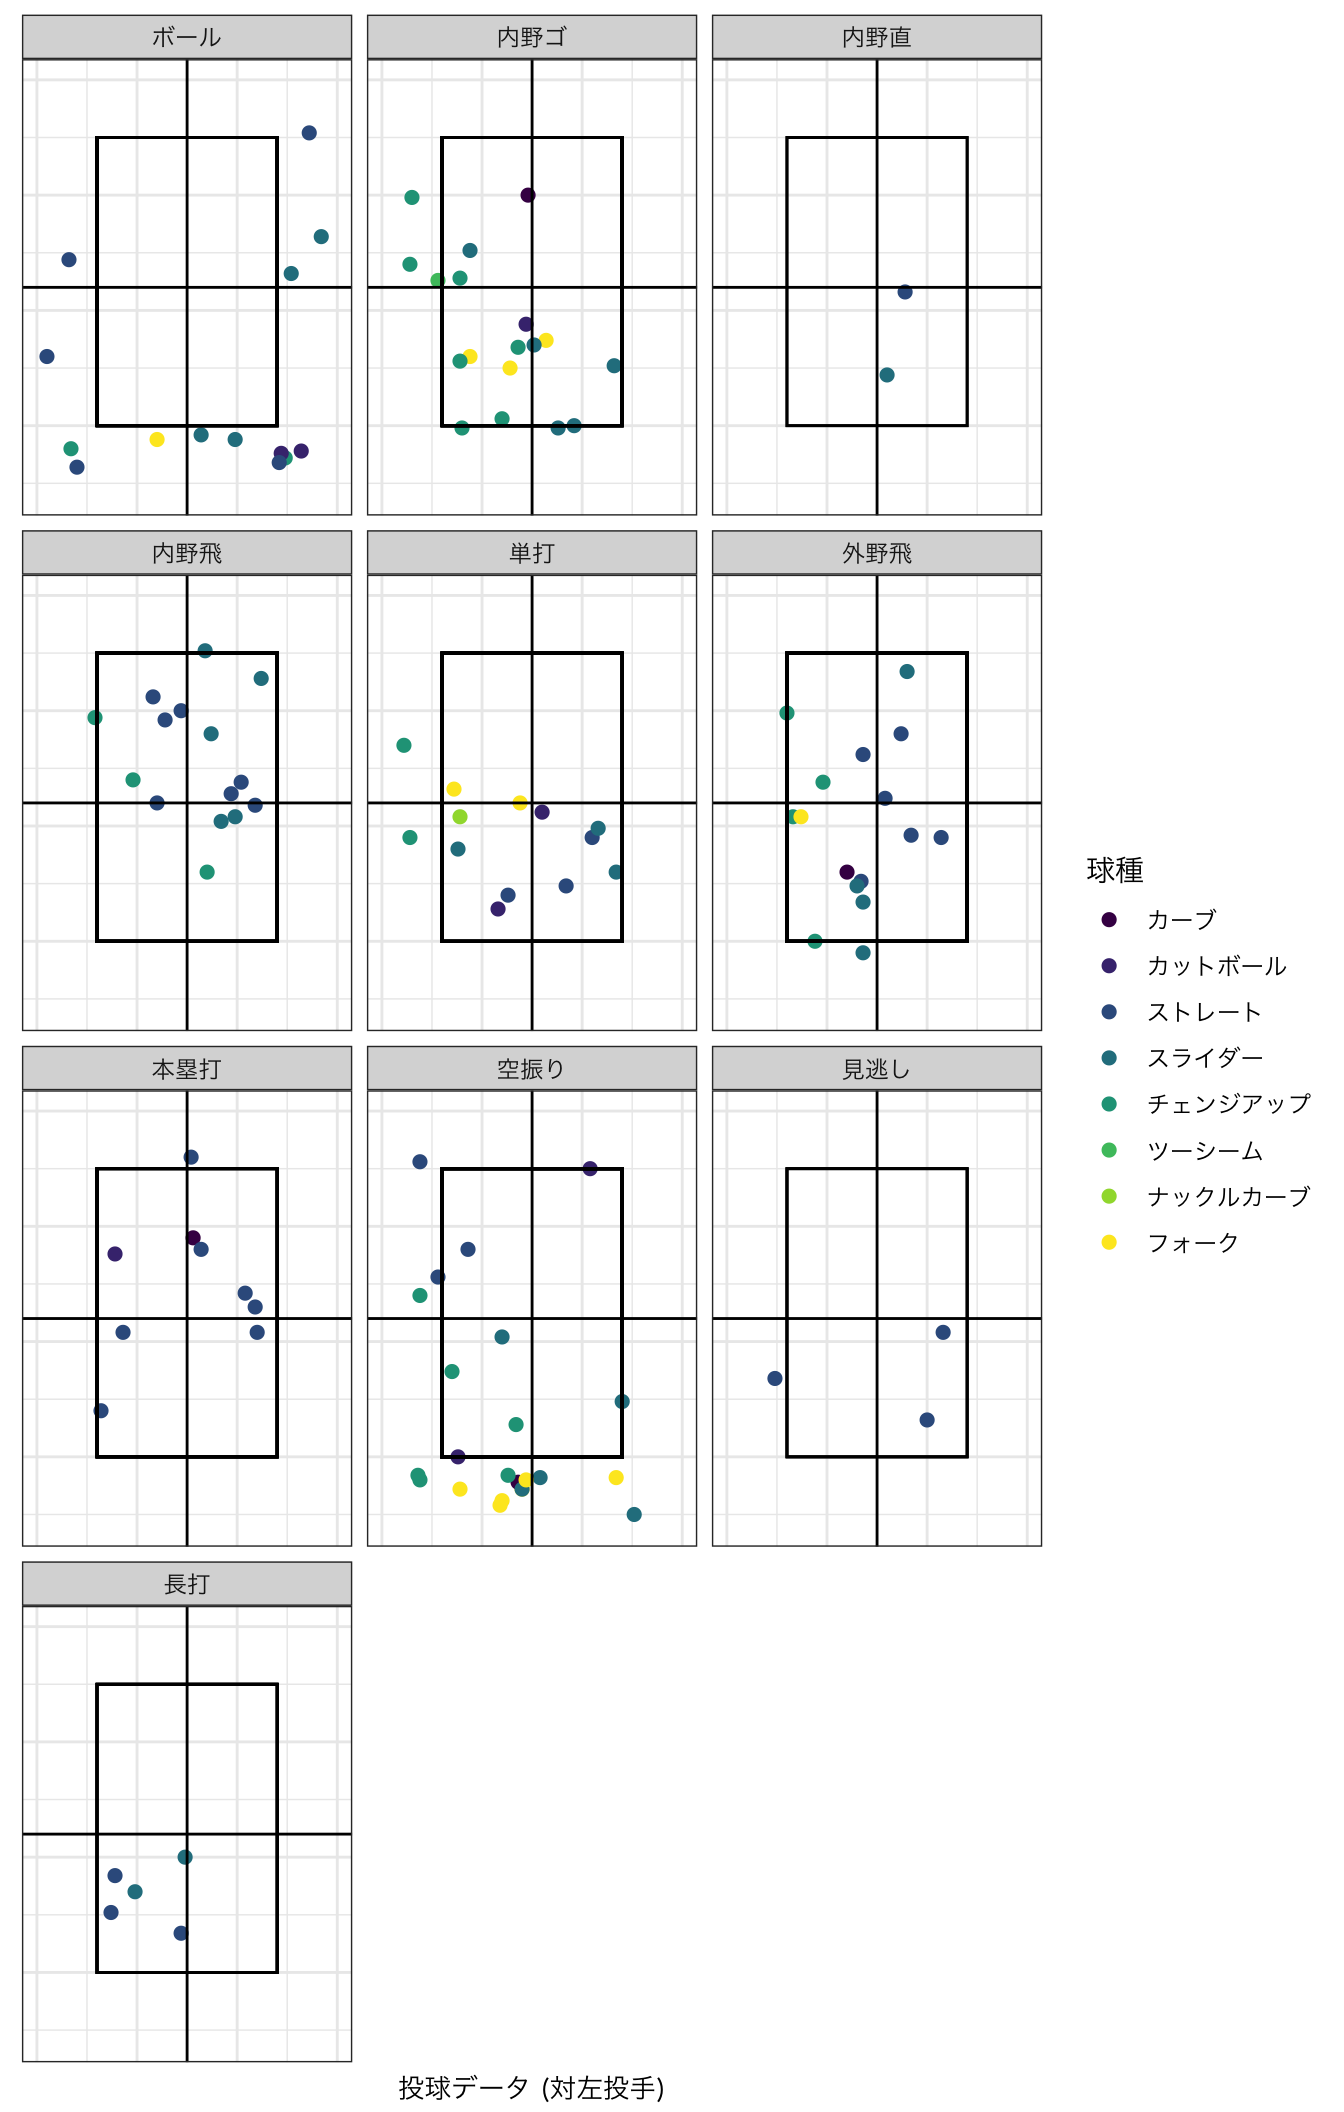 ボール
内野ゴ
内野直
内野飛
単打
外野飛
本塁打
空振り
見逃し
長打
球種
カーブ
カットボール
ストレート
スライダー
チェンジアップ
ツーシーム
ナックルカーブ
フォーク
投球データ (対左投手)